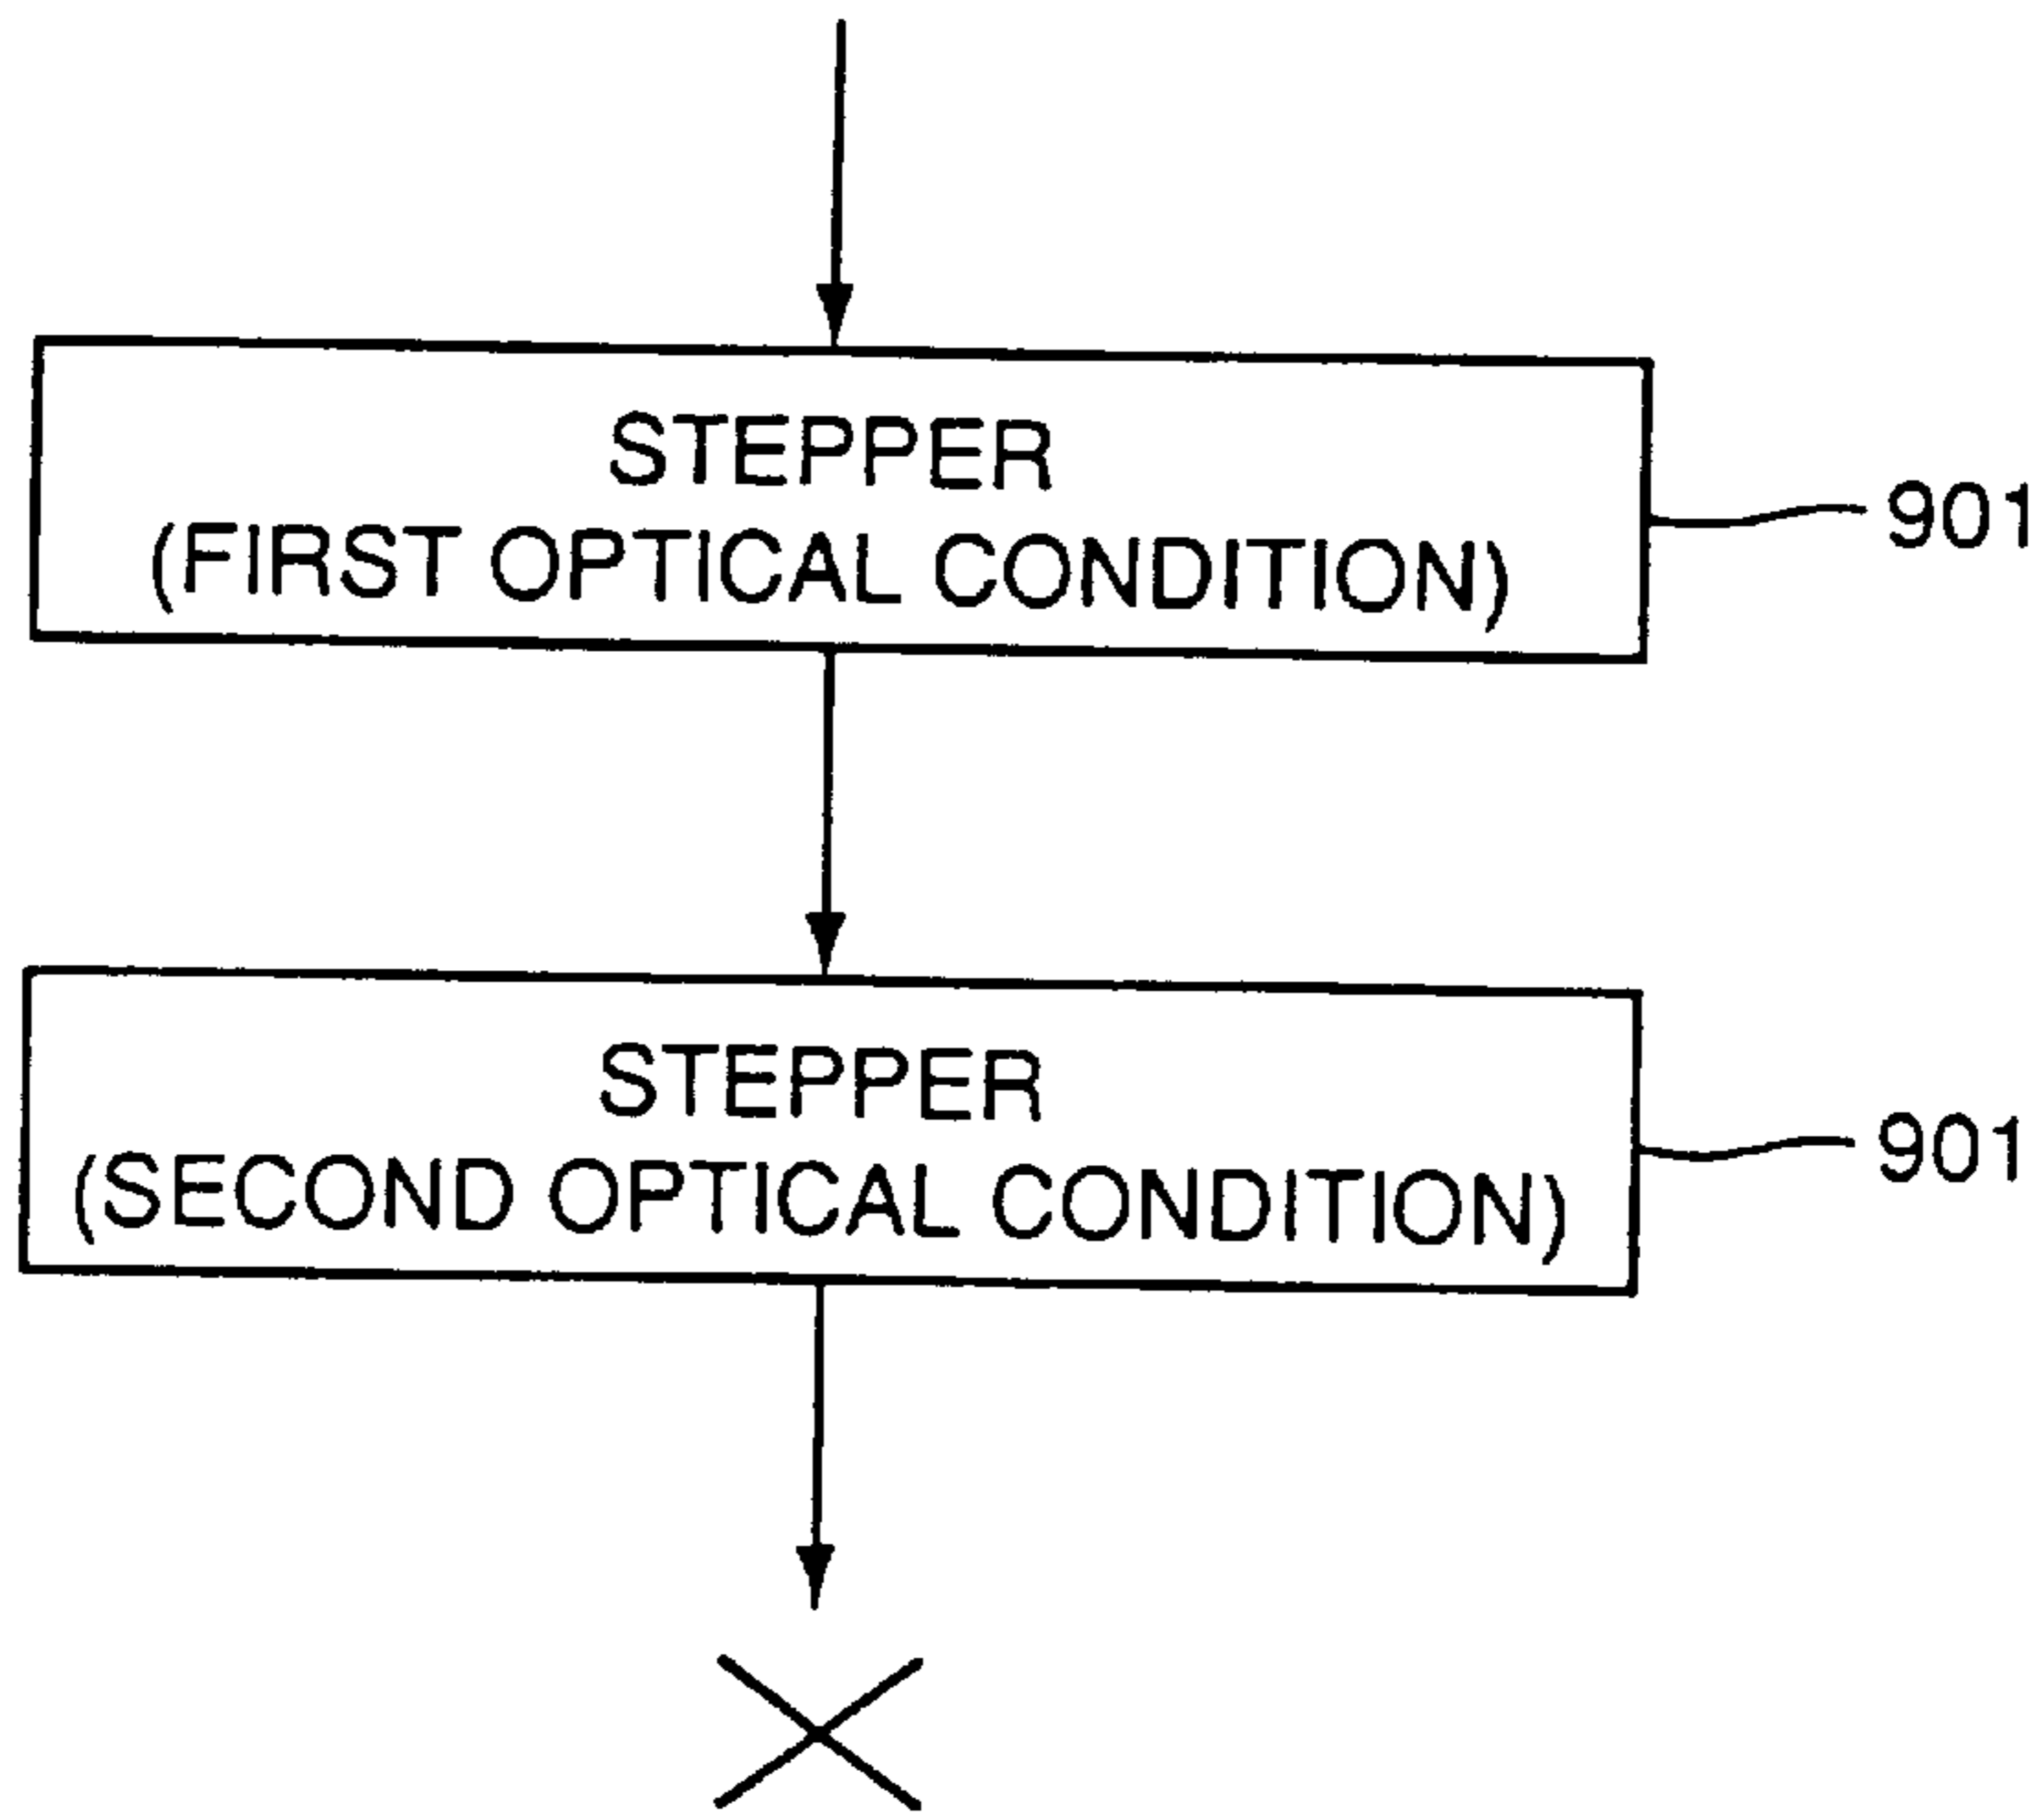 STEPPER
(FIRST OPTICAL CONDITION)
901
STEPPER
(SECOND OPTICAL CONDITION)
901